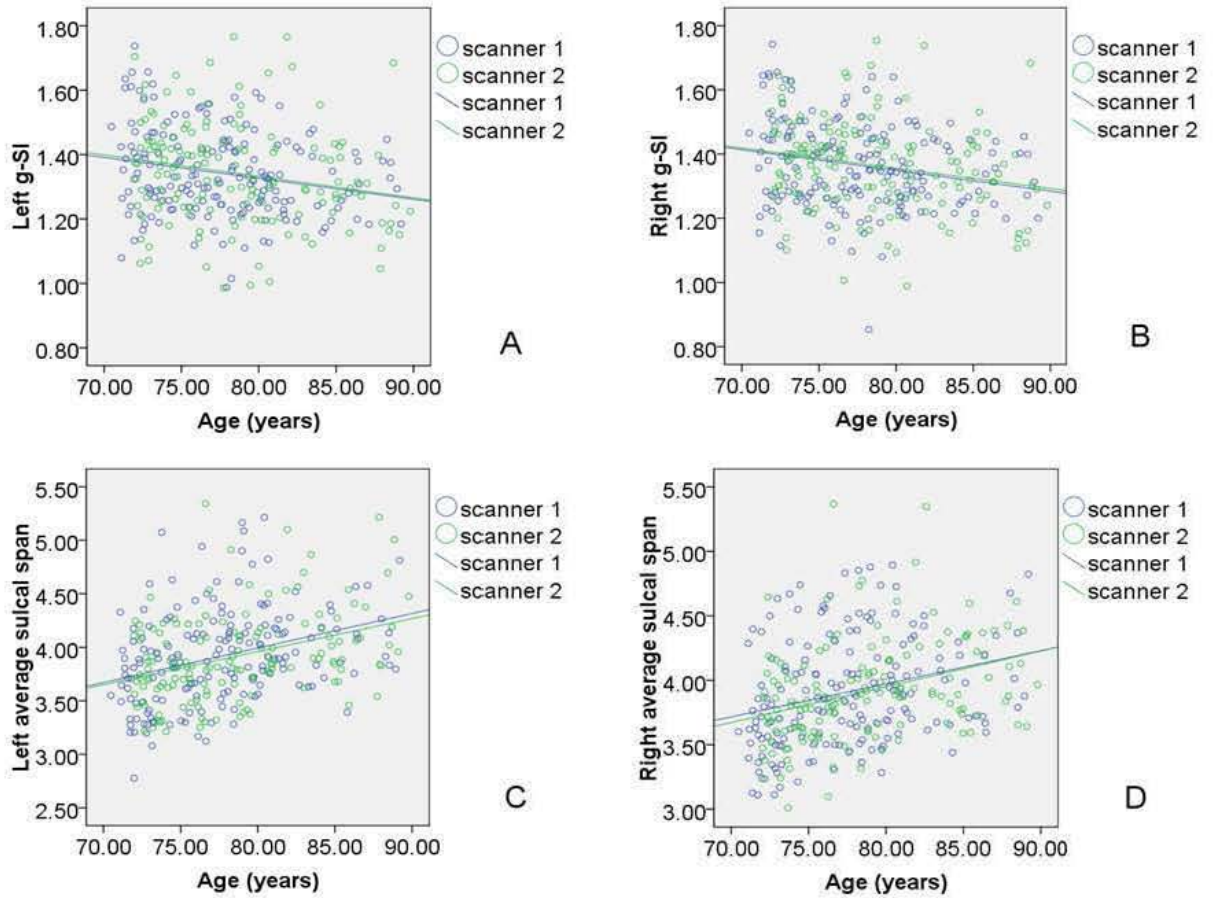 Left g-SI
1.80
1.60
1.40
1.20
1.00
0.80
70.00 75.00 80.00 85.00 90.00
Age (years)
scanner 1
scanner 2
scanner 1
scanner 2
A
Right g-SI
1.80
1.60
1.40
1.20
1.00
0.80
70.00 75.00 80.00 85.00 90.00
Age (years)
scanner 1
scanner 2
scanner 1
scanner 2
B
Left average sulcal span
5.50
5.00
4.50
4.00
3.50
3.00
2.50
70.00 75.00 80.00 85.00 90.00
Age (years)
scanner 1
scanner 2
scanner 1
scanner 2
C
Right average sulcal span
5.50
5.00
4.50
4.00
3.50
3.00
70.00 75.00 80.00 85.00 90.00
Age (years)
scanner 1
scanner 2
scanner 1
scanner 2
D